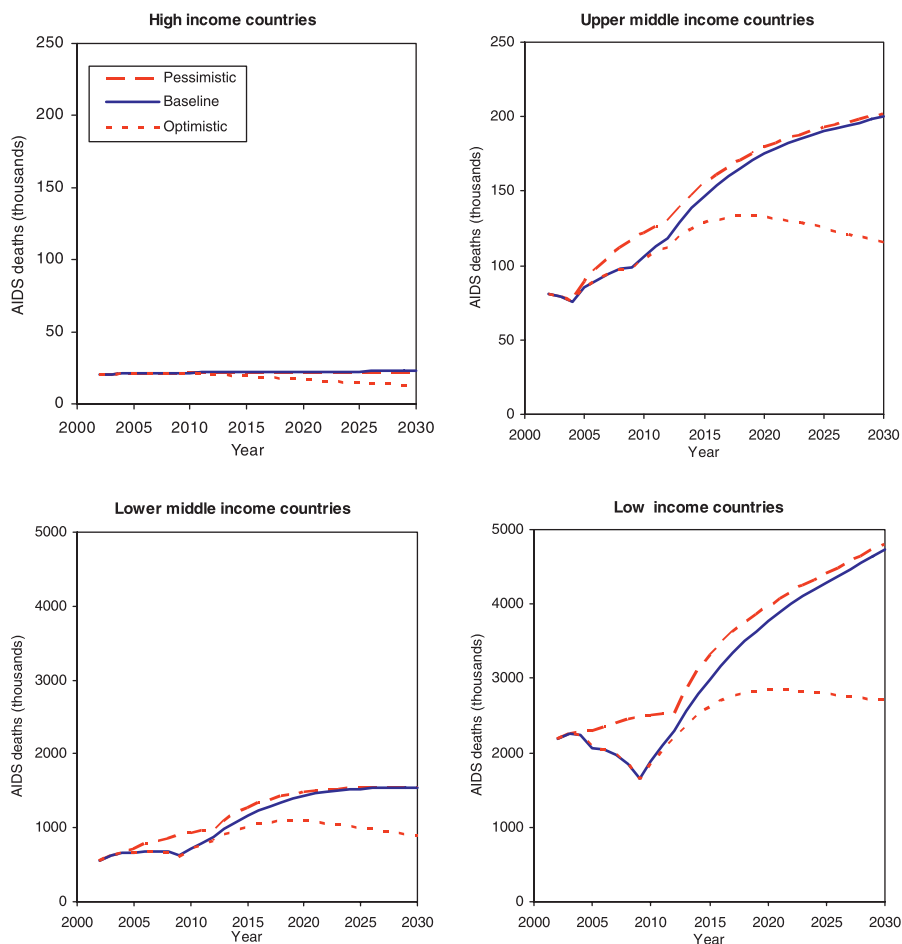 High income countries
250
200
150
100
50
0
AIDS deaths (thousands)
Pessimistic
Baseline
Optimistic
2000 2005 2010 2015 2020 2025 2030
Year
Upper middle income countries
250
200
150
100
50
0
AIDS deaths (thousands)
2000 2005 2010 2015 2020 2025 2030
Year
Lower middle income countries
5000
4000
3000
2000
1000
0
AIDS deaths (thousands)
2000 2005 2010 2015 2020 2025 2030
Year
Low income countries
5000
4000
3000
2000
1000
0
AIDS deaths (thousands)
2000 2005 2010 2015 2020 2025 2030
Year